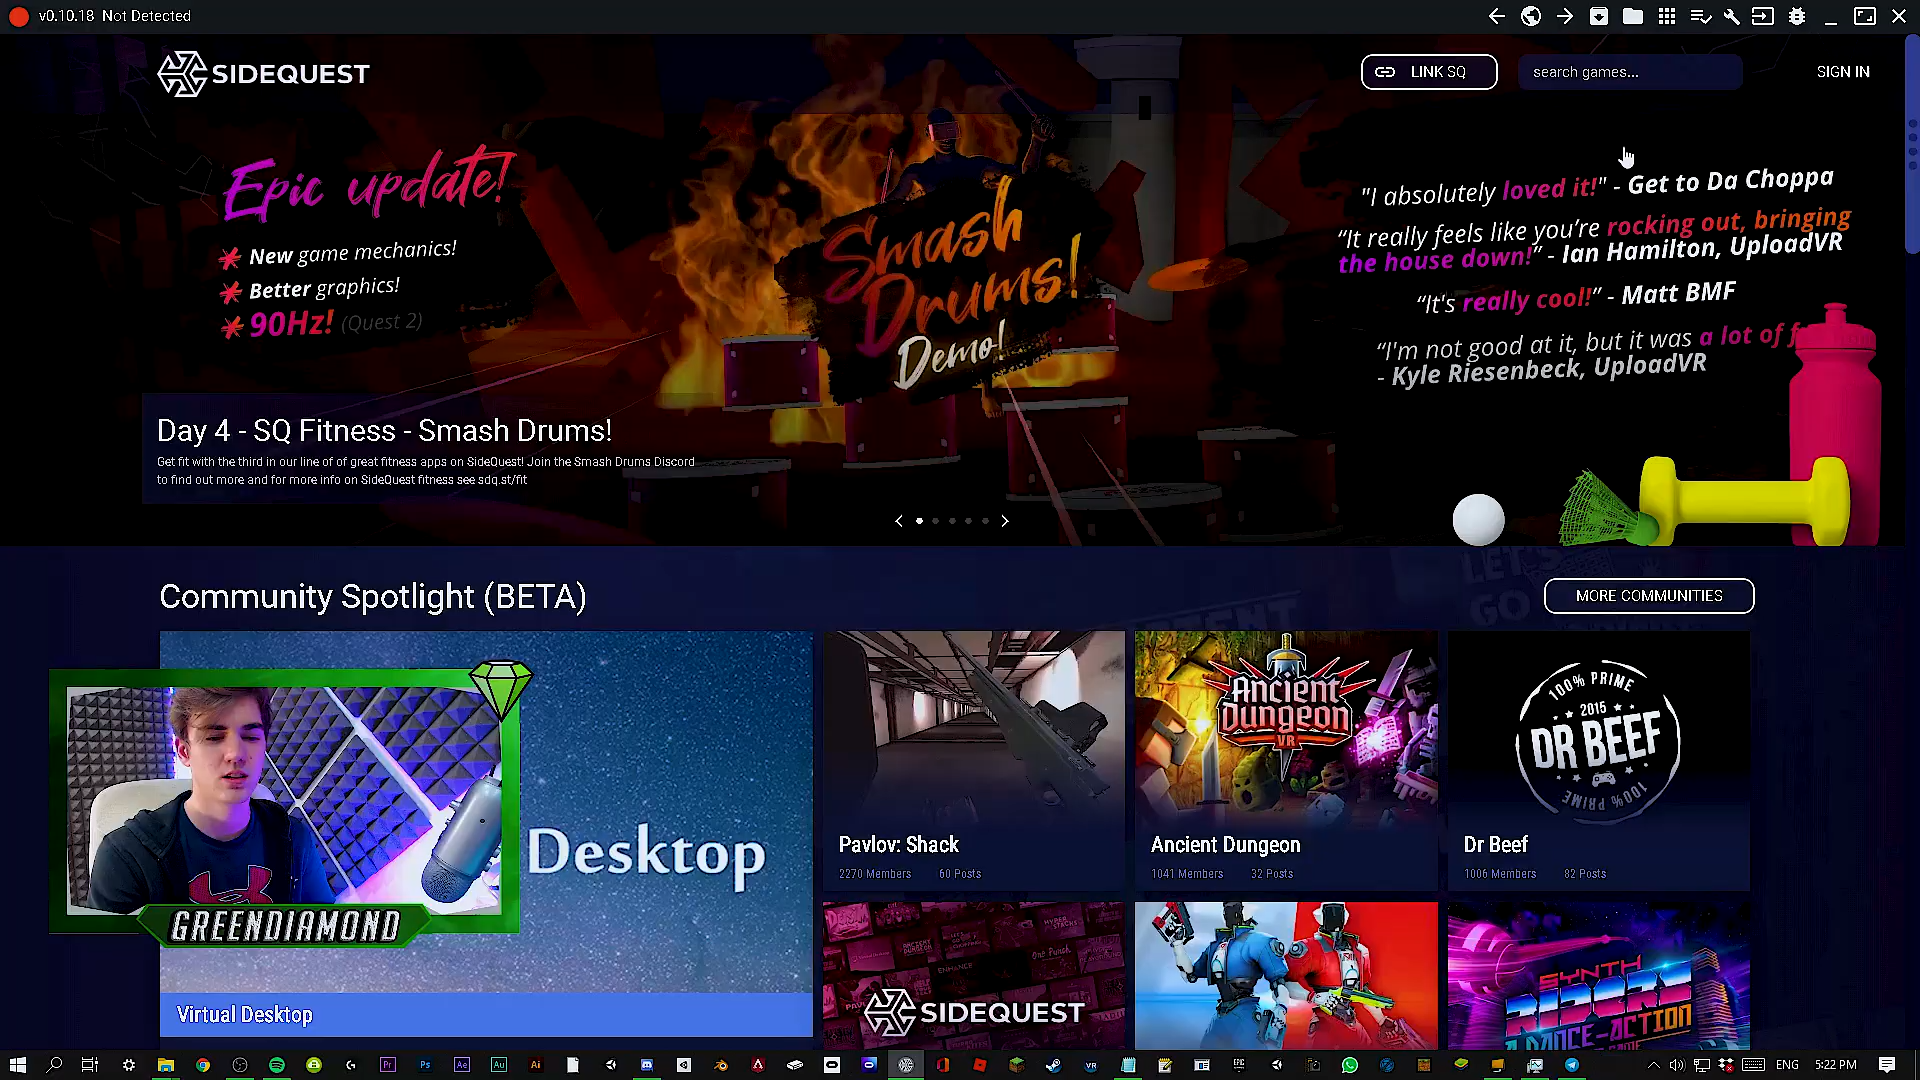 v0.10.18 Not Detected
SIDEQUEST
LINK SQ
search games...
SIGN IN
Epic update!
New game mechanics!
Better graphics!
90Hz! (Quest 2)
Smash
Drums!
Demo!
"I absolutely loved it!" - Get to Da Choppa
“It really feels like you’re rocking out, bringing
the house down!” - Ian Hamilton, UploadVR
“It's really cool!” - Matt BMF
“I'm not good at it, but it was a lot of
- Kyle Riesenbeck, UploadVR
Day 4 - SQ Fitness - Smash Drums!
Get fit with the third in our line of of great fitness apps on SideQuest! Join the Smash Drums Discord
to find out more and for more info on SideQuest fitness see sdq.st/fit
Community Spotlight (BETA)
MORE COMMUNITIES
Desktop
GREENDIAMOND
Virtual Desktop
Pavlov: Shack
2270 Members 60 Posts
Ancient
Dungeon
VR
Ancient Dungeon
1041 Members 32 Posts
100% PRIME
2015
DR BEEF
100% PRIME
Dr Beef
1006 Members 82 Posts
SIDEQUEST
SYNTH
RIDERS
A DANCE-ACTION
ENG
5:22 PM